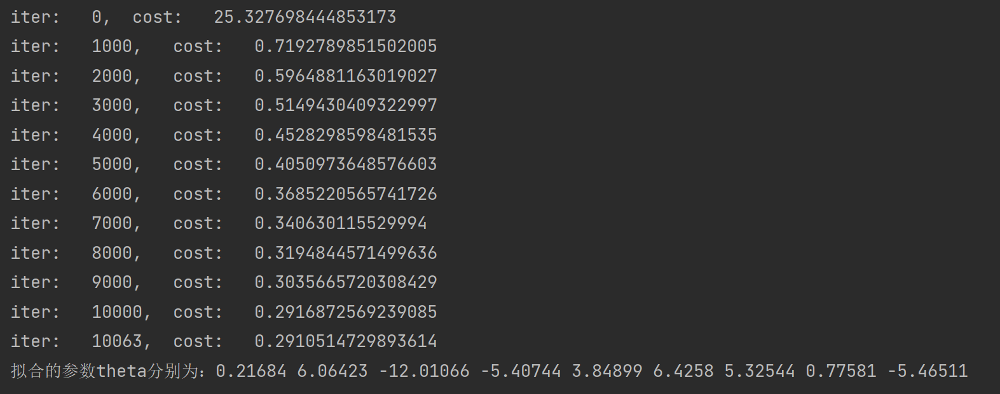 iter:   0,  cost:   25.327698444853173
iter:   1000,   cost:   0.7192789851502005
iter:   2000,   cost:   0.5964881163019027
iter:   3000,   cost:   0.5149430409322997
iter:   4000,   cost:   0.4528298598481535
iter:   5000,   cost:   0.4050973648576603
iter:   6000,   cost:   0.3685220565741726
iter:   7000,   cost:   0.340630115529994
iter:   8000,   cost:   0.3194844571499636
iter:   9000,   cost:   0.3035665720308429
iter:   10000,  cost:   0.2916872569239085
iter:   10063,  cost:   0.2910514729893614
拟合的参数theta分别为：0.21684 6.06423 -12.01066 -5.40744 3.84899 6.4258 5.32544 0.77581 -5.46511